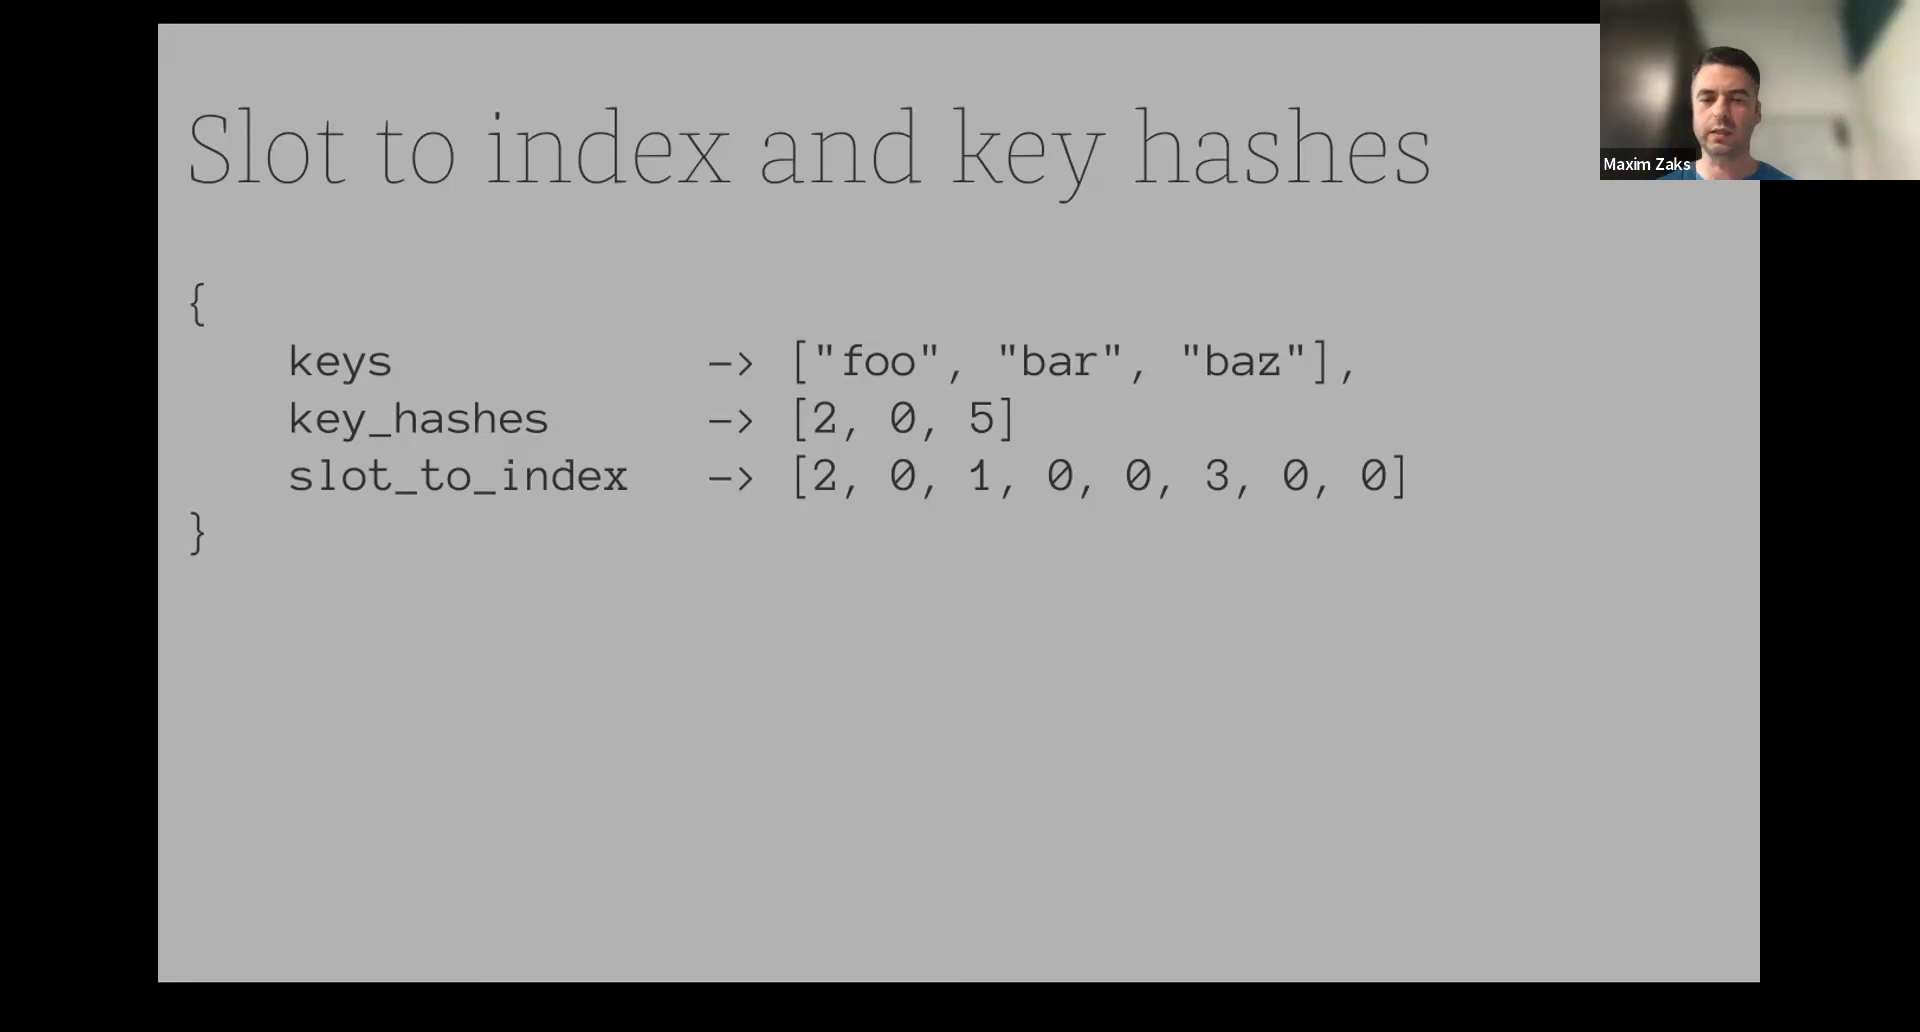 Slot to index and key hashes
Maxim Zaks
{
keys -> ["foo", "bar", "baz"],
key_hashes -> [2, 0, 5]
slot_to_index -> [2, 0, 1, 0, 0, 3, 0, 0]
}